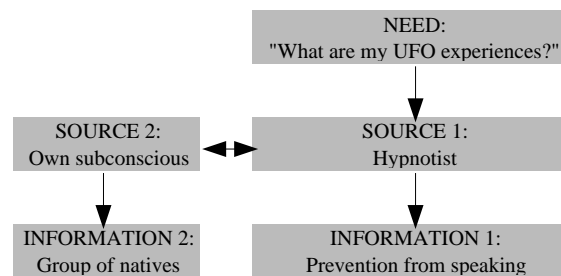 NEED:
"What are my UFO experiences?"
SOURCE 2:
Own subconscious
SOURCE 1:
Hypnotist
INFORMATION 2:
Group of natives
INFORMATION 1:
Prevention from speaking